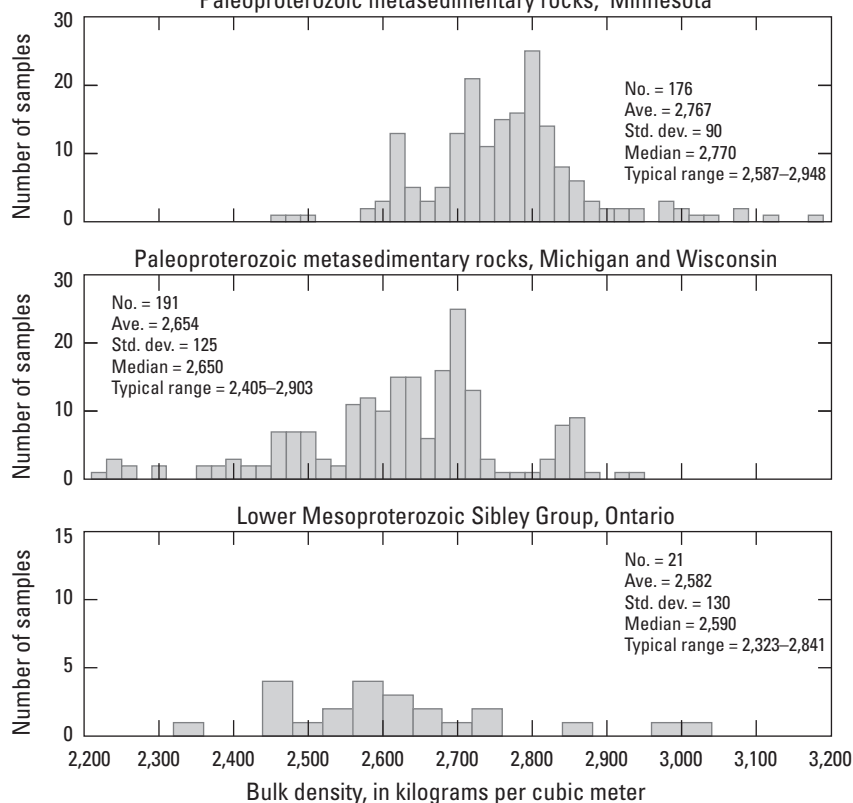 Paleoproterozoic metasedimentary rocks, Minnesota
30
20
10
0
Number of samples
No. = 176
Ave. = 2,767
Std. dev. = 90
Median = 2,770
Typical range = 2,587–2,948
Paleoproterozoic metasedimentary rocks, Michigan and Wisconsin
30
20
10
0
Number of samples
No. = 191
Ave. = 2,654
Std. dev. = 125
Median = 2,650
Typical range = 2,405–2,903
Lower Mesoproterozoic Sibley Group, Ontario
15
10
5
0
Number of samples
No. = 21
Ave. = 2,582
Std. dev. = 130
Median = 2,590
Typical range = 2,323–2,841
2,200 2,300 2,400 2,500 2,600 2,700 2,800 2,900 3,000 3,100 3,200
Bulk density, in kilograms per cubic meter